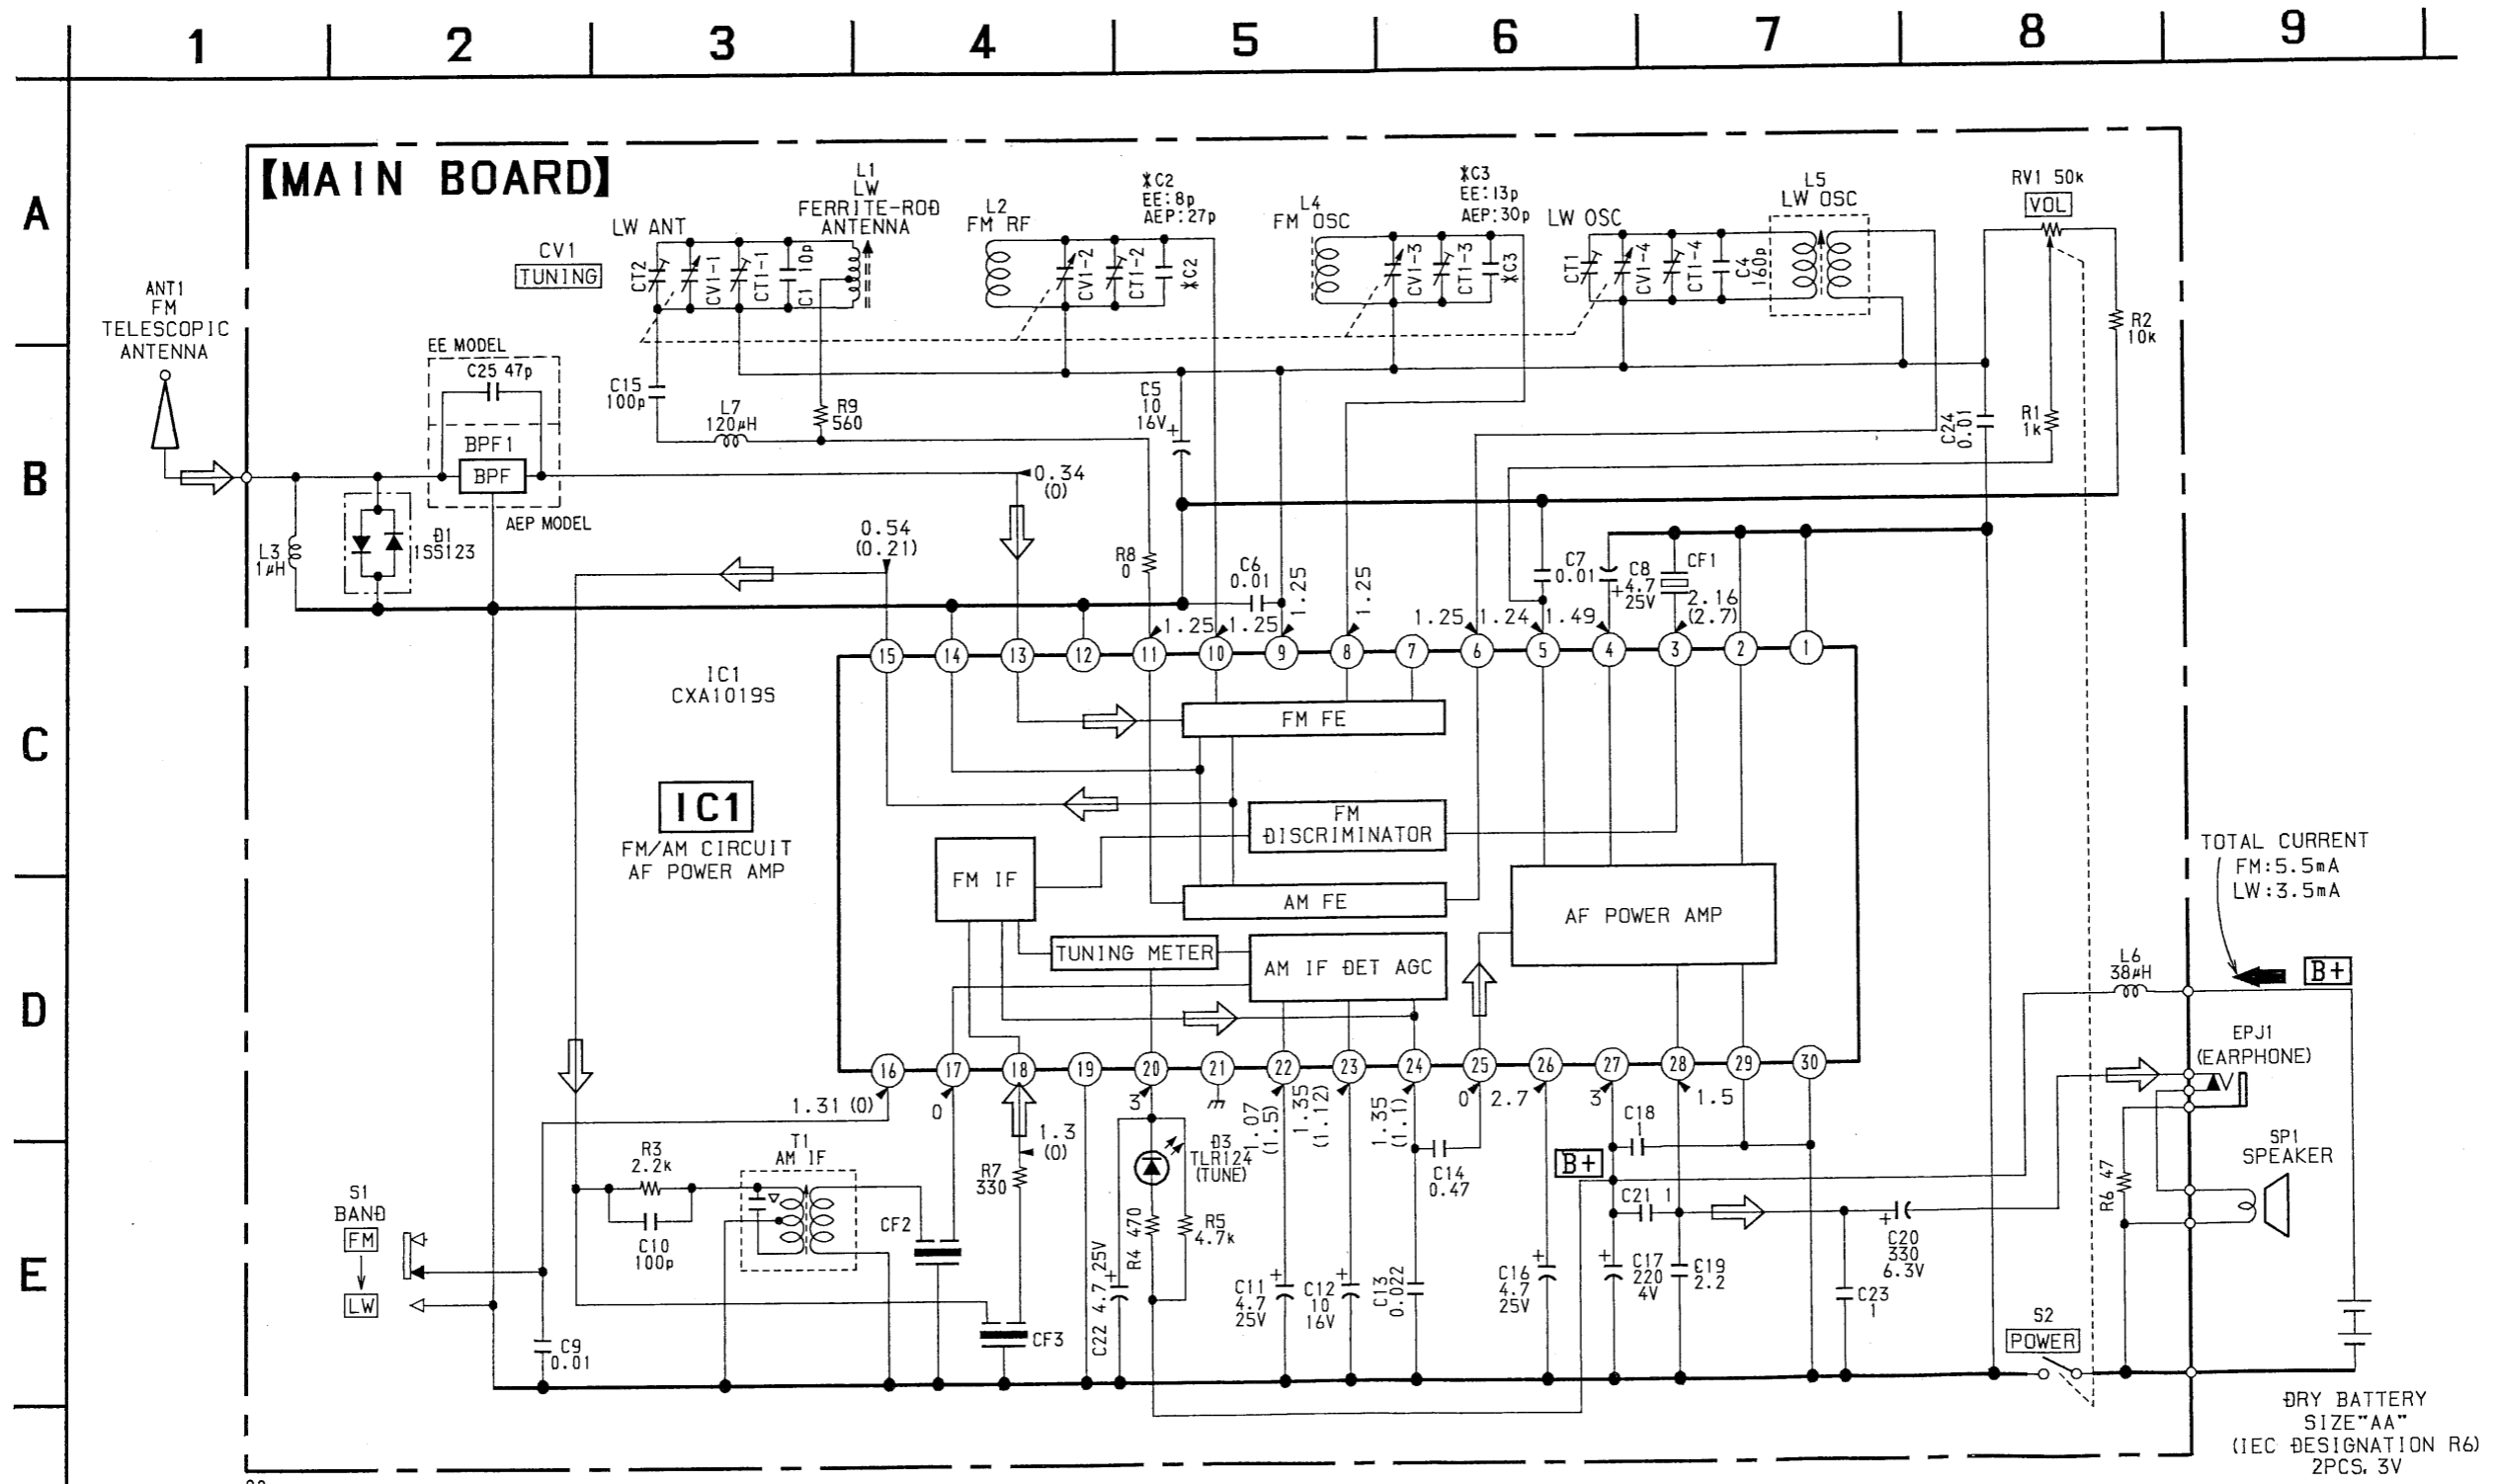 1 2 3 4 5 6 7 8 9
A
B
C
D
E
【MAIN BOARD】
ANT1
FM
TELESCOPIC
ANTENNA
CV1
TUNING
LW ANT
CT2
CV1-1
CT1-1
C1 10p
L1
LW
FERRITE-ROD
ANTENNA
L2
FM RF
CV1-2
CT1-2
※C2
※C2
EE:8p
AEP:27p
L4
FM OSC
CV1-3
CT1-3
※C3
※C3
EE:13p
AEP:30p
LW OSC
CT1
CV1-4
CT1-4
C4
160p
L5
LW OSC
RV1 50k
VOL
R2
10k
EE MODEL
C25 47p
BPF1
BPF
AEP MODEL
C15
100p
L7
120μH
R9
560
C5
10
16V
+
C24
0.01
R1
1k
0.34
(0)
0.54
(0.21)
L3
1μH
D1
1SS123
R8
0
C6
0.01
1.25
1.25
C7
0.01
C8
4.7
25V
+
CF1
2.16
(2.7)
1.25
1.25
1.25
1.24
1.49
15 14 13 12 11 10 9 8 7 6 5 4 3 2 1
IC1
CXA1019S
FM FE
IC1
FM/AM CIRCUIT
AF POWER AMP
FM
DISCRIMINATOR
FM IF
AM FE
AF POWER AMP
TUNING METER
AM IF DET AGC
TOTAL CURRENT
FM:5.5mA
LW:3.5mA
L6
38μH
B+
EPJ1
(EARPHONE)
16 17 18 19 20 21 22 23 24 25 26 27 28 29 30
1.31 (0)
0
1.3
(0)
3
1.07
(1.5)
1.35
(1.12)
1.35
(1.1)
0
2.7
3
1.5
C18
1
R3
2.2k
C10
100p
T1
AM IF
R7
330
D3
TLR124
(TUNE)
C14
0.47
B+
C21 1
SP1
SPEAKER
R6 47
S1
BAND
FM
LW
CF2
CF3
C9
0.01
C22 4.7 25V
+
R4 470
R5
4.7k
C11
4.7
25V
+
C12
10
16V
+
C13
0.022
C16
4.7
25V
+
C17
220
4V
+
C19
2.2
C20
330
6.3V
+
C23
1
S2
POWER
DRY BATTERY
SIZE"AA"
(IEC DESIGNATION R6)
2PCS. 3V